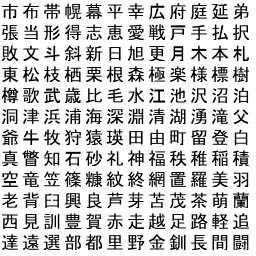 市布帯幌幕平幸広府庭延弟
張当形得志恵愛戦戸手払択
敗文斗斜新日旭更月木本札
東松枝栖栗根森極楽様標樹
樽歌武歳比毛水江池沢沼泊
洞津浜浦海深淵清湖湧滝父
爺牛牧狩猿瑛田由町留登白
真瞥知石砂礼神福秩稚稲積
空竜笠篠糠紋終網置羅美羽
老背臼興良芦芽苫茂茶萌蘭
西見訓豊賀赤走越足路軽追
達遠選部都里野金釧長間闘